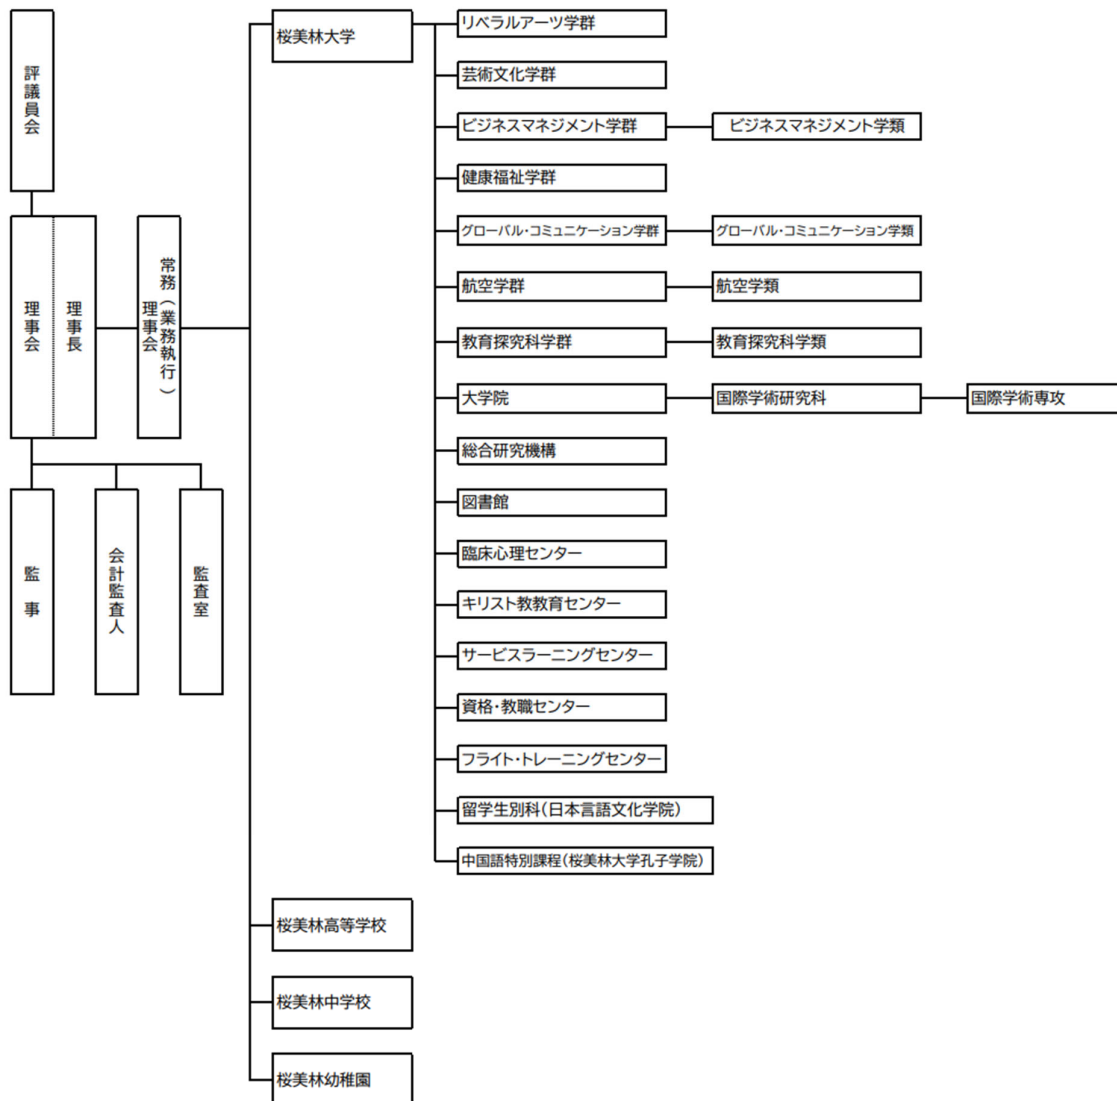 評議員会
理事会
理事長
常務（業務執行）
理事会
監　事
会計監査人
監査室
桜美林大学
リベラルアーツ学群
芸術文化学群
ビジネスマネジメント学群
ビジネスマネジメント学類
健康福祉学群
グローバル・コミュニケーション学群
グローバル・コミュニケーション学類
航空学群
航空学類
教育探究科学群
教育探究科学類
大学院
国際学術研究科
国際学術専攻
総合研究機構
図書館
臨床心理センター
キリスト教教育センター
サービスラーニングセンター
資格・教職センター
フライト・トレーニングセンター
留学生別科（日本言語文化学院）
中国語特別課程（桜美林大学孔子学院）
桜美林高等学校
桜美林中学校
桜美林幼稚園